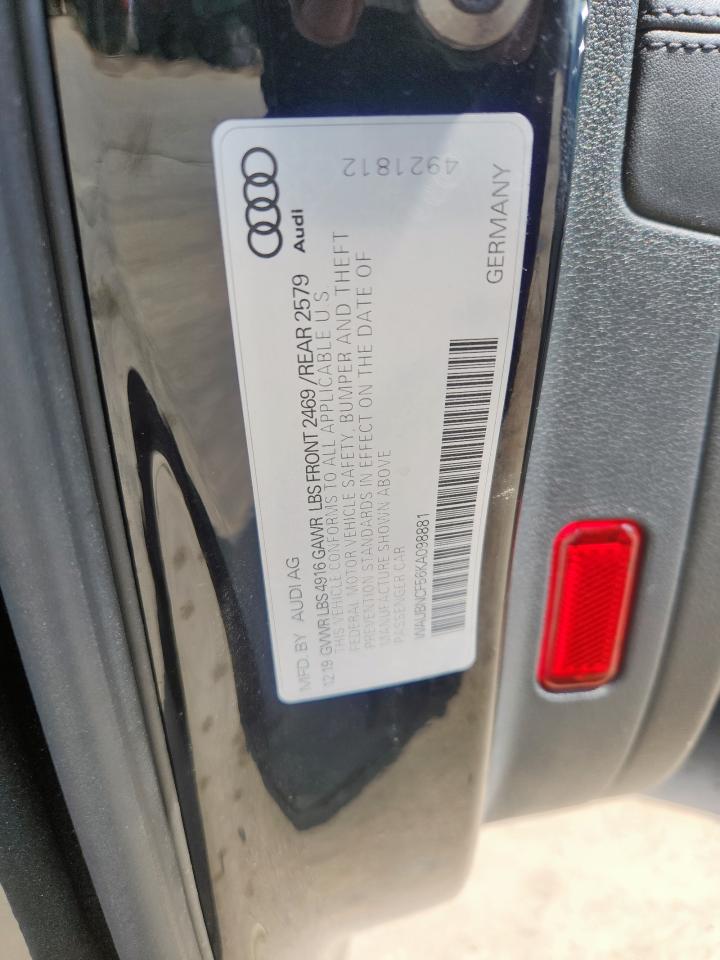 Audi
MFD. BY AUDI AG
12.19 GVWR LBS 4916 GAWR LBS FRONT 2469 / REAR 2579
THIS VEHICLE CONFORMS TO ALL APPLICABLE U S
FEDERAL MOTOR VEHICLE SAFETY, BUMPER AND THEFT
PREVENTION STANDARDS IN EFFECT ON THE DATE OF
MANUFACTURE SHOWN ABOVE
PASSENGER CAR
WAUBNCF56KA098881
GERMANY
4921812